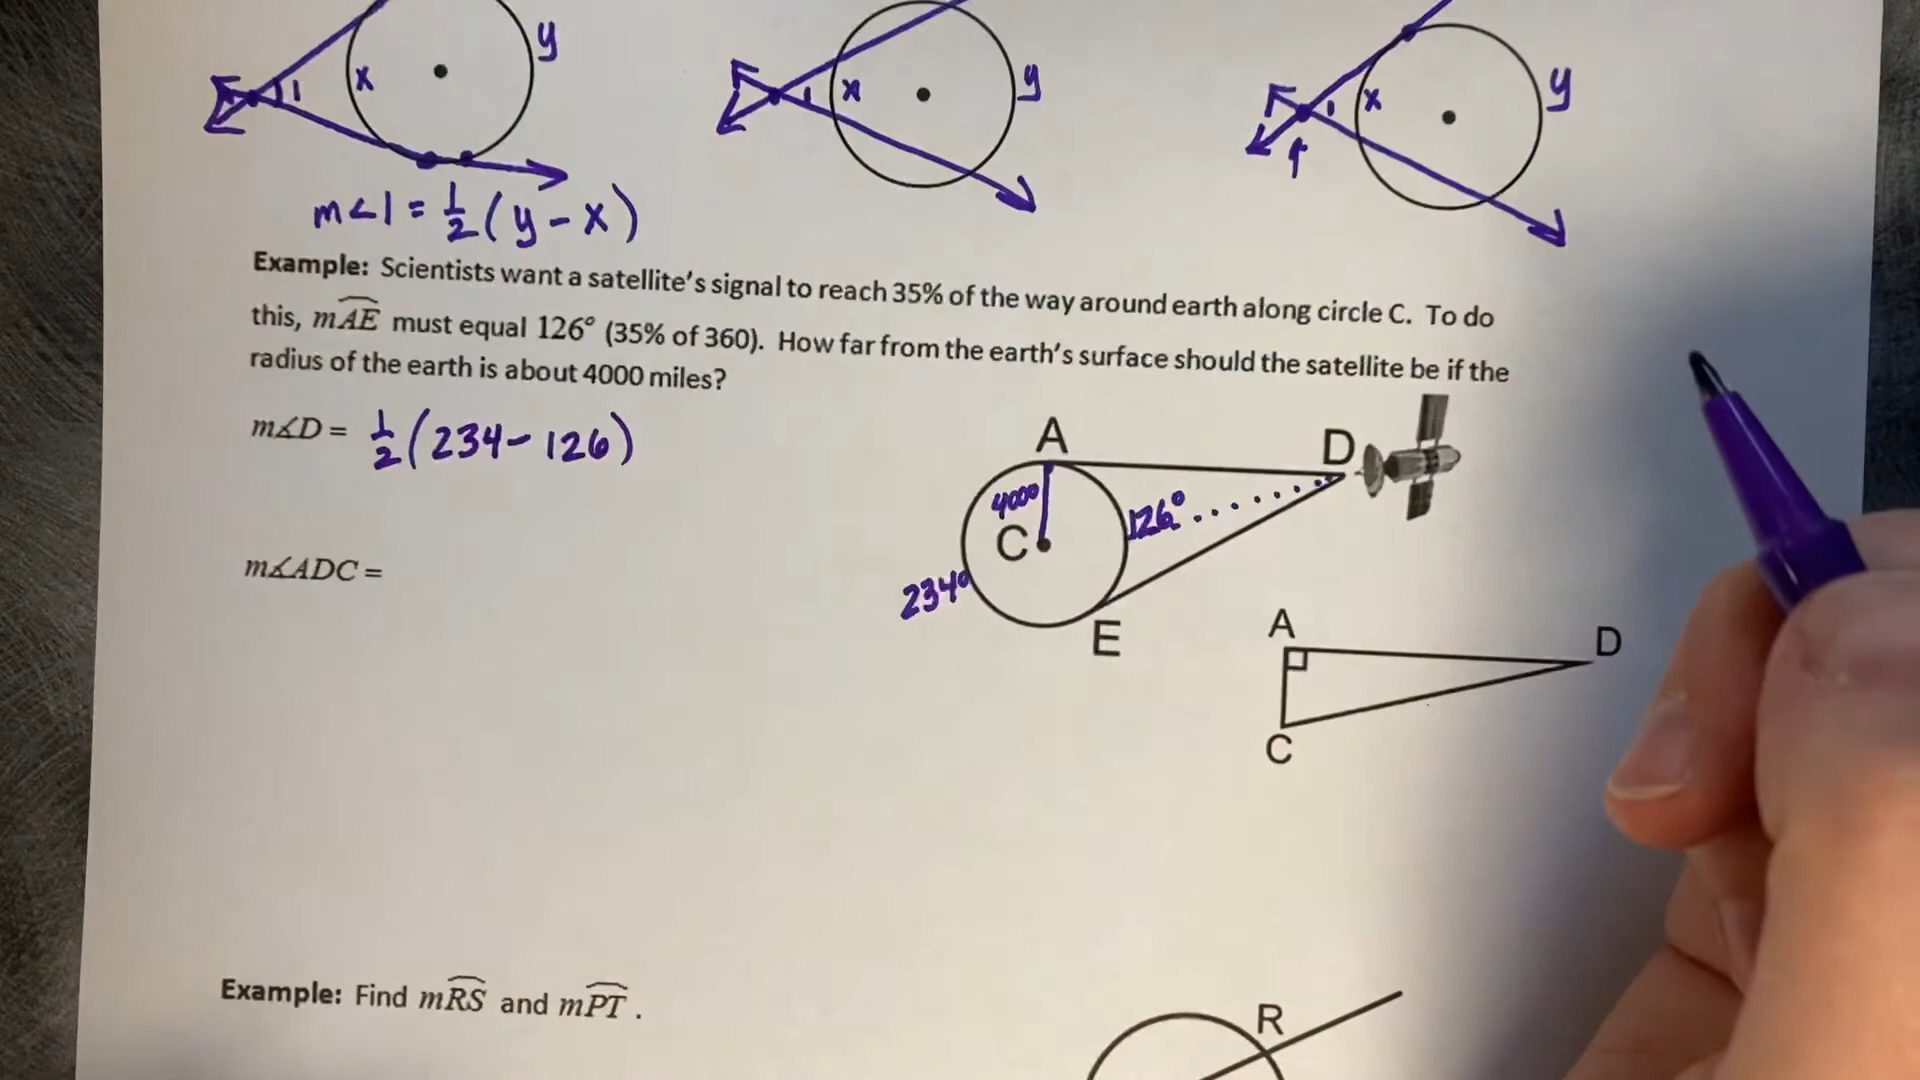 y
1 x
x y
1
y
1 x
m∠1 = 1/2 (y - x)
Example: Scientists want a satellite's signal to reach 35% of the way around earth along circle C. To do
this, mAE must equal 126° (35% of 360). How far from the earth's surface should the satellite be if the
radius of the earth is about 4000 miles?
m∡D = 1/2 (234 - 126)
A
D
4000
126°
C
m∡ADC =
234°
E
A
D
C
Example: Find mRS and mPT .
R